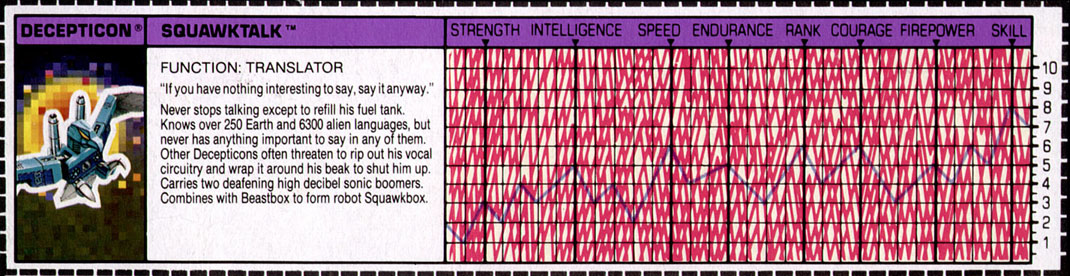 DECEPTICON®
SQUAWKTALK™
FUNCTION: TRANSLATOR
“If you have nothing interesting to say, say it anyway.”
Never stops talking except to refill his fuel tank.
Knows over 250 Earth and 6300 alien languages, but
never has anything important to say in any of them.
Other Decepticons often threaten to rip out his vocal
circuitry and wrap it around his beak to shut him up.
Carries two deafening high decibel sonic boomers.
Combines with Beastbox to form robot Squawkbox.
STRENGTH INTELLIGENCE SPEED ENDURANCE RANK COURAGE FIREPOWER SKILL
10
9
8
7
6
5
4
3
2
1